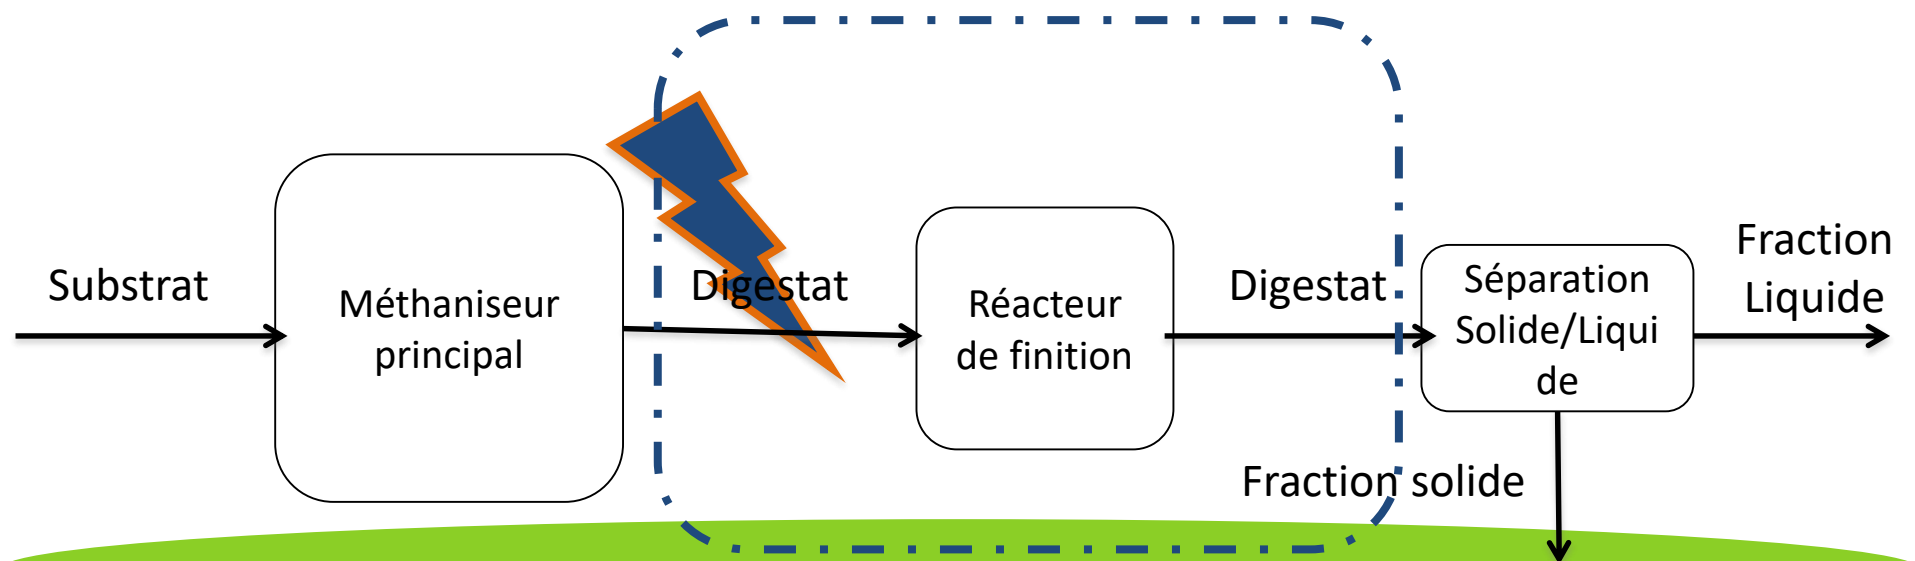 Substrat
Méthaniseur
principal
Digestat
Réacteur
de finition
Digestat
Séparation
Solide/Liqui
de
Fraction
Liquide
Fraction solide